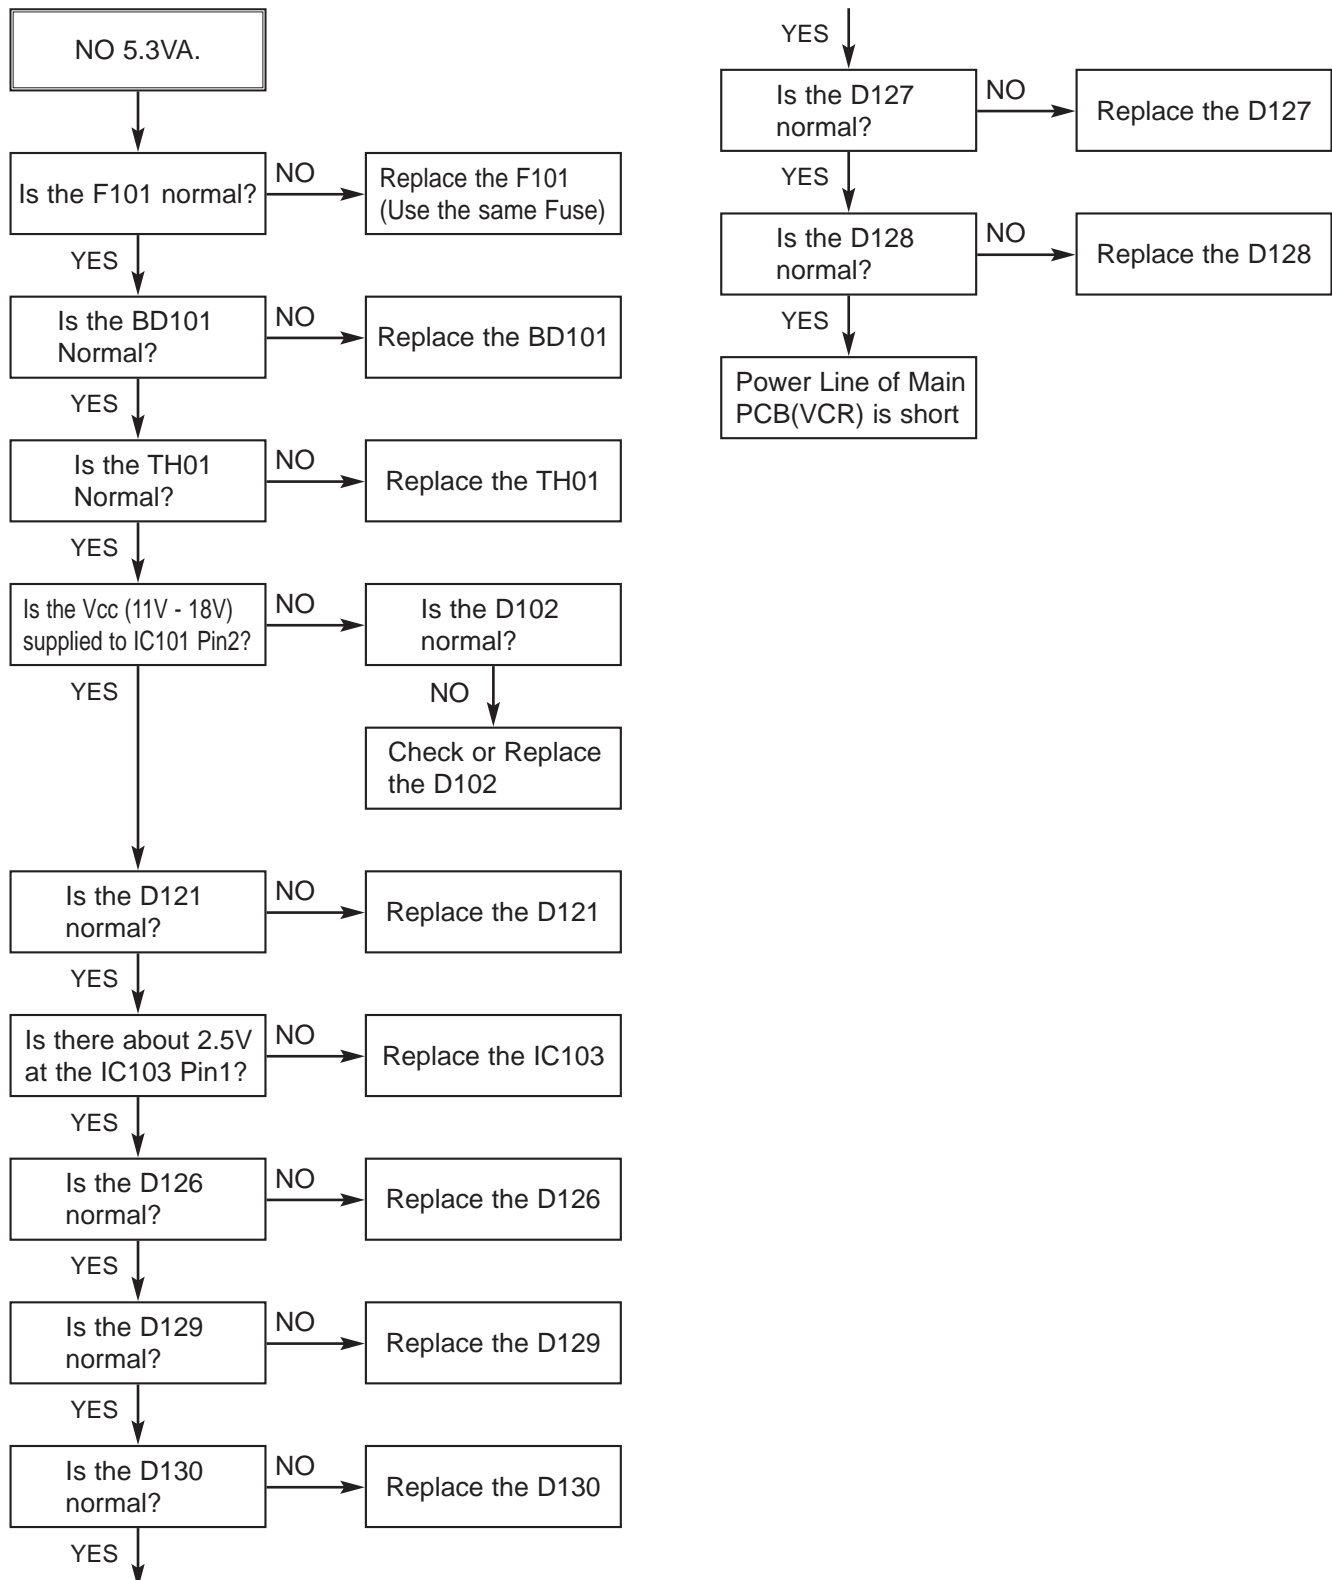 NO 5.3VA.
Is the F101 normal?
NO
Replace the F101
(Use the same Fuse)
YES
Is the BD101
Normal?
NO
Replace the BD101
YES
Is the TH01
Normal?
NO
Replace the TH01
YES
Is the Vcc (11V - 18V)
supplied to IC101 Pin2?
NO
Is the D102
normal?
NO
Check or Replace
the D102
YES
Is the D121
normal?
NO
Replace the D121
YES
Is there about 2.5V
at the IC103 Pin1?
NO
Replace the IC103
YES
Is the D126
normal?
NO
Replace the D126
YES
Is the D129
normal?
NO
Replace the D129
YES
Is the D130
normal?
NO
Replace the D130
YES
YES
Is the D127
normal?
NO
Replace the D127
YES
Is the D128
normal?
NO
Replace the D128
YES
Power Line of Main
PCB(VCR) is short